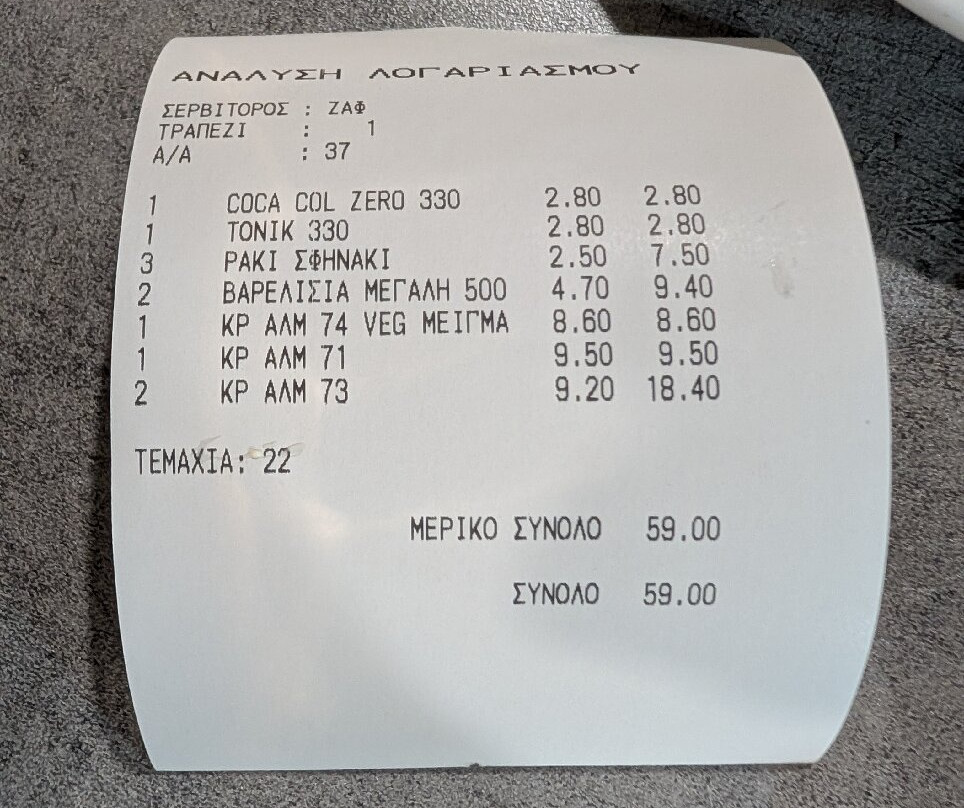 ΑΝΑΛΥΣΗ ΛΟΓΑΡΙΑΣΜΟΥ
ΣΕΡΒΙΤΟΡΟΣ : ΖΑΦ
ΤΡΑΠΕΖΙ : 1
Α/Α : 37
1 COCA COL ZERO 330 2.80 2.80
1 ΤΟΝΙΚ 330 2.80 2.80
3 ΡΑΚΙ ΣΦΗΝΑΚΙ 2.50 7.50
2 ΒΑΡΕΛΙΣΙΑ ΜΕΓΑΛΗ 500 4.70 9.40
1 ΚΡ ΑΛΜ 74 VEG ΜΕΙΓΜΑ 8.60 8.60
1 ΚΡ ΑΛΜ 71 9.50 9.50
2 ΚΡ ΑΛΜ 73 9.20 18.40
ΤΕΜΑΧΙΑ: 22
ΜΕΡΙΚΟ ΣΥΝΟΛΟ 59.00
ΣΥΝΟΛΟ 59.00